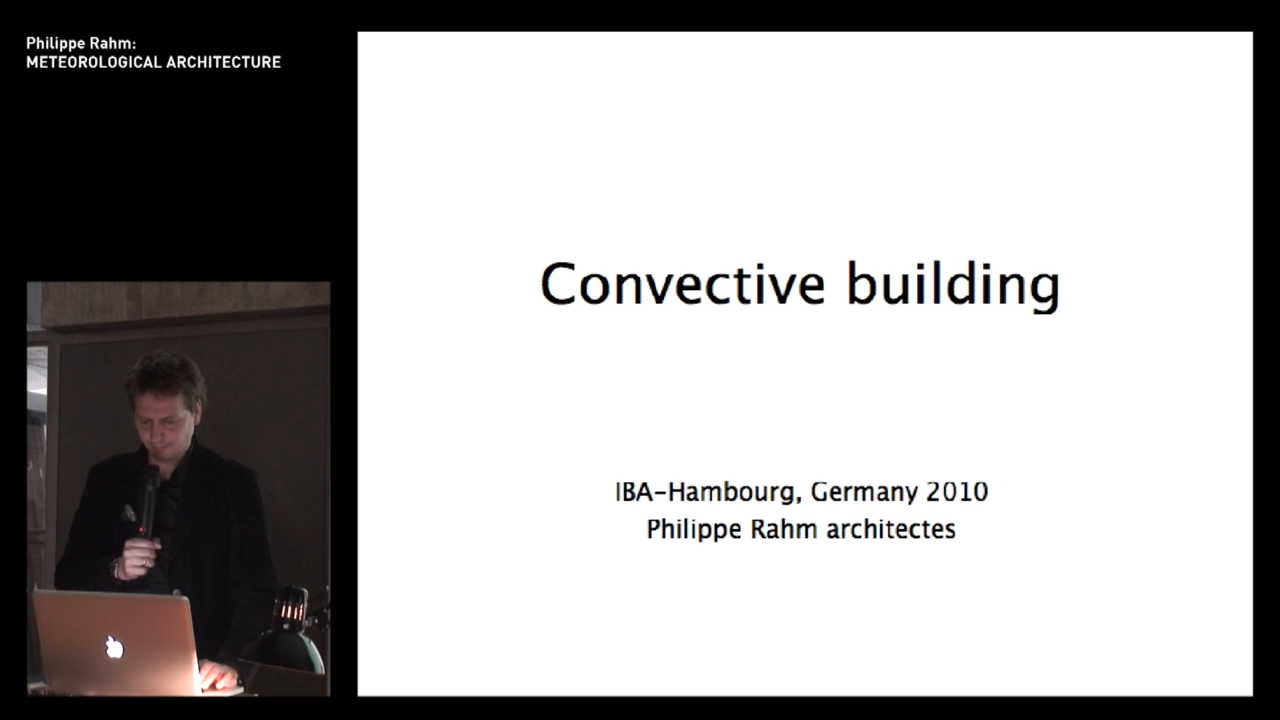 Philippe Rahm:
METEOROLOGICAL ARCHITECTURE
Convective building
IBA-Hambourg, Germany 2010
Philippe Rahm architectes